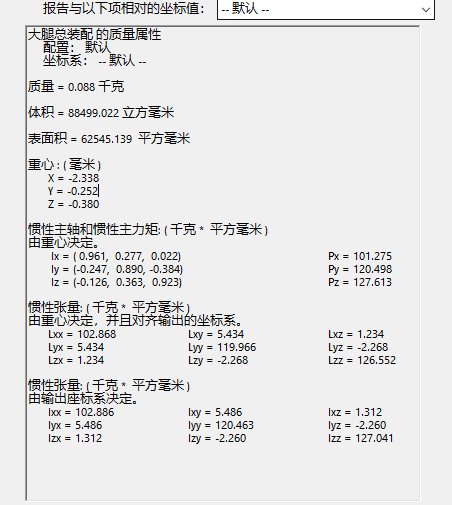 报告与以下项相对的坐标值： -- 默认 --
大腿总装配 的质量属性
配置： 默认
坐标系： -- 默认 --
质量 = 0.088 千克
体积 = 88499.022 立方毫米
表面积 = 62545.139 平方毫米
重心 : ( 毫米 )
X = -2.338
Y = -0.252
Z = -0.380
惯性主轴和惯性主力矩: ( 千克 * 平方毫米 )
由重心决定。
Ix = ( 0.961, 0.277, 0.022) Px = 101.275
Iy = (-0.247, 0.890, -0.384) Py = 120.498
Iz = (-0.126, 0.363, 0.923) Pz = 127.613
惯性张量: ( 千克 * 平方毫米 )
由重心决定，并且对齐输出的坐标系。
Lxx = 102.868 Lxy = 5.434 Lxz = 1.234
Lyx = 5.434 Lyy = 119.966 Lyz = -2.268
Lzx = 1.234 Lzy = -2.268 Lzz = 126.552
惯性张量: ( 千克 * 平方毫米 )
由输出座标系决定。
Ixx = 102.886 Ixy = 5.486 Ixz = 1.312
Iyx = 5.486 Iyy = 120.463 Iyz = -2.260
Izx = 1.312 Izy = -2.260 Izz = 127.041